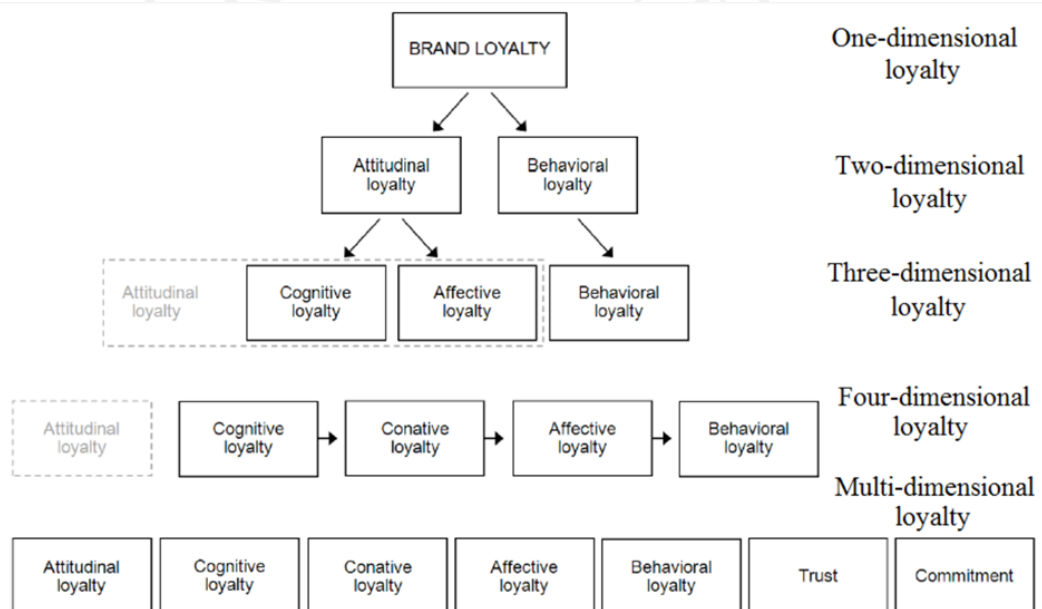 BRAND LOYALTY
One-dimensional
loyalty
Attitudinal
loyalty
Behavioral
loyalty
Two-dimensional
loyalty
Attitudinal
loyalty
Cognitive
loyalty
Affective
loyalty
Behavioral
loyalty
Three-dimensional
loyalty
Attitudinal
loyalty
Cognitive
loyalty
Conative
loyalty
Affective
loyalty
Behavioral
loyalty
Four-dimensional
loyalty
Multi-dimensional
loyalty
Attitudinal
loyalty
Cognitive
loyalty
Conative
loyalty
Affective
loyalty
Behavioral
loyalty
Trust
Commitment